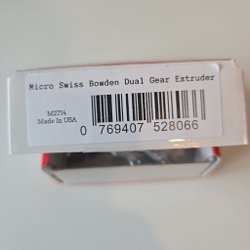 Micro Swiss Bowden Dual Gear Extruder
M2714
Made In USA
0 769407 528066